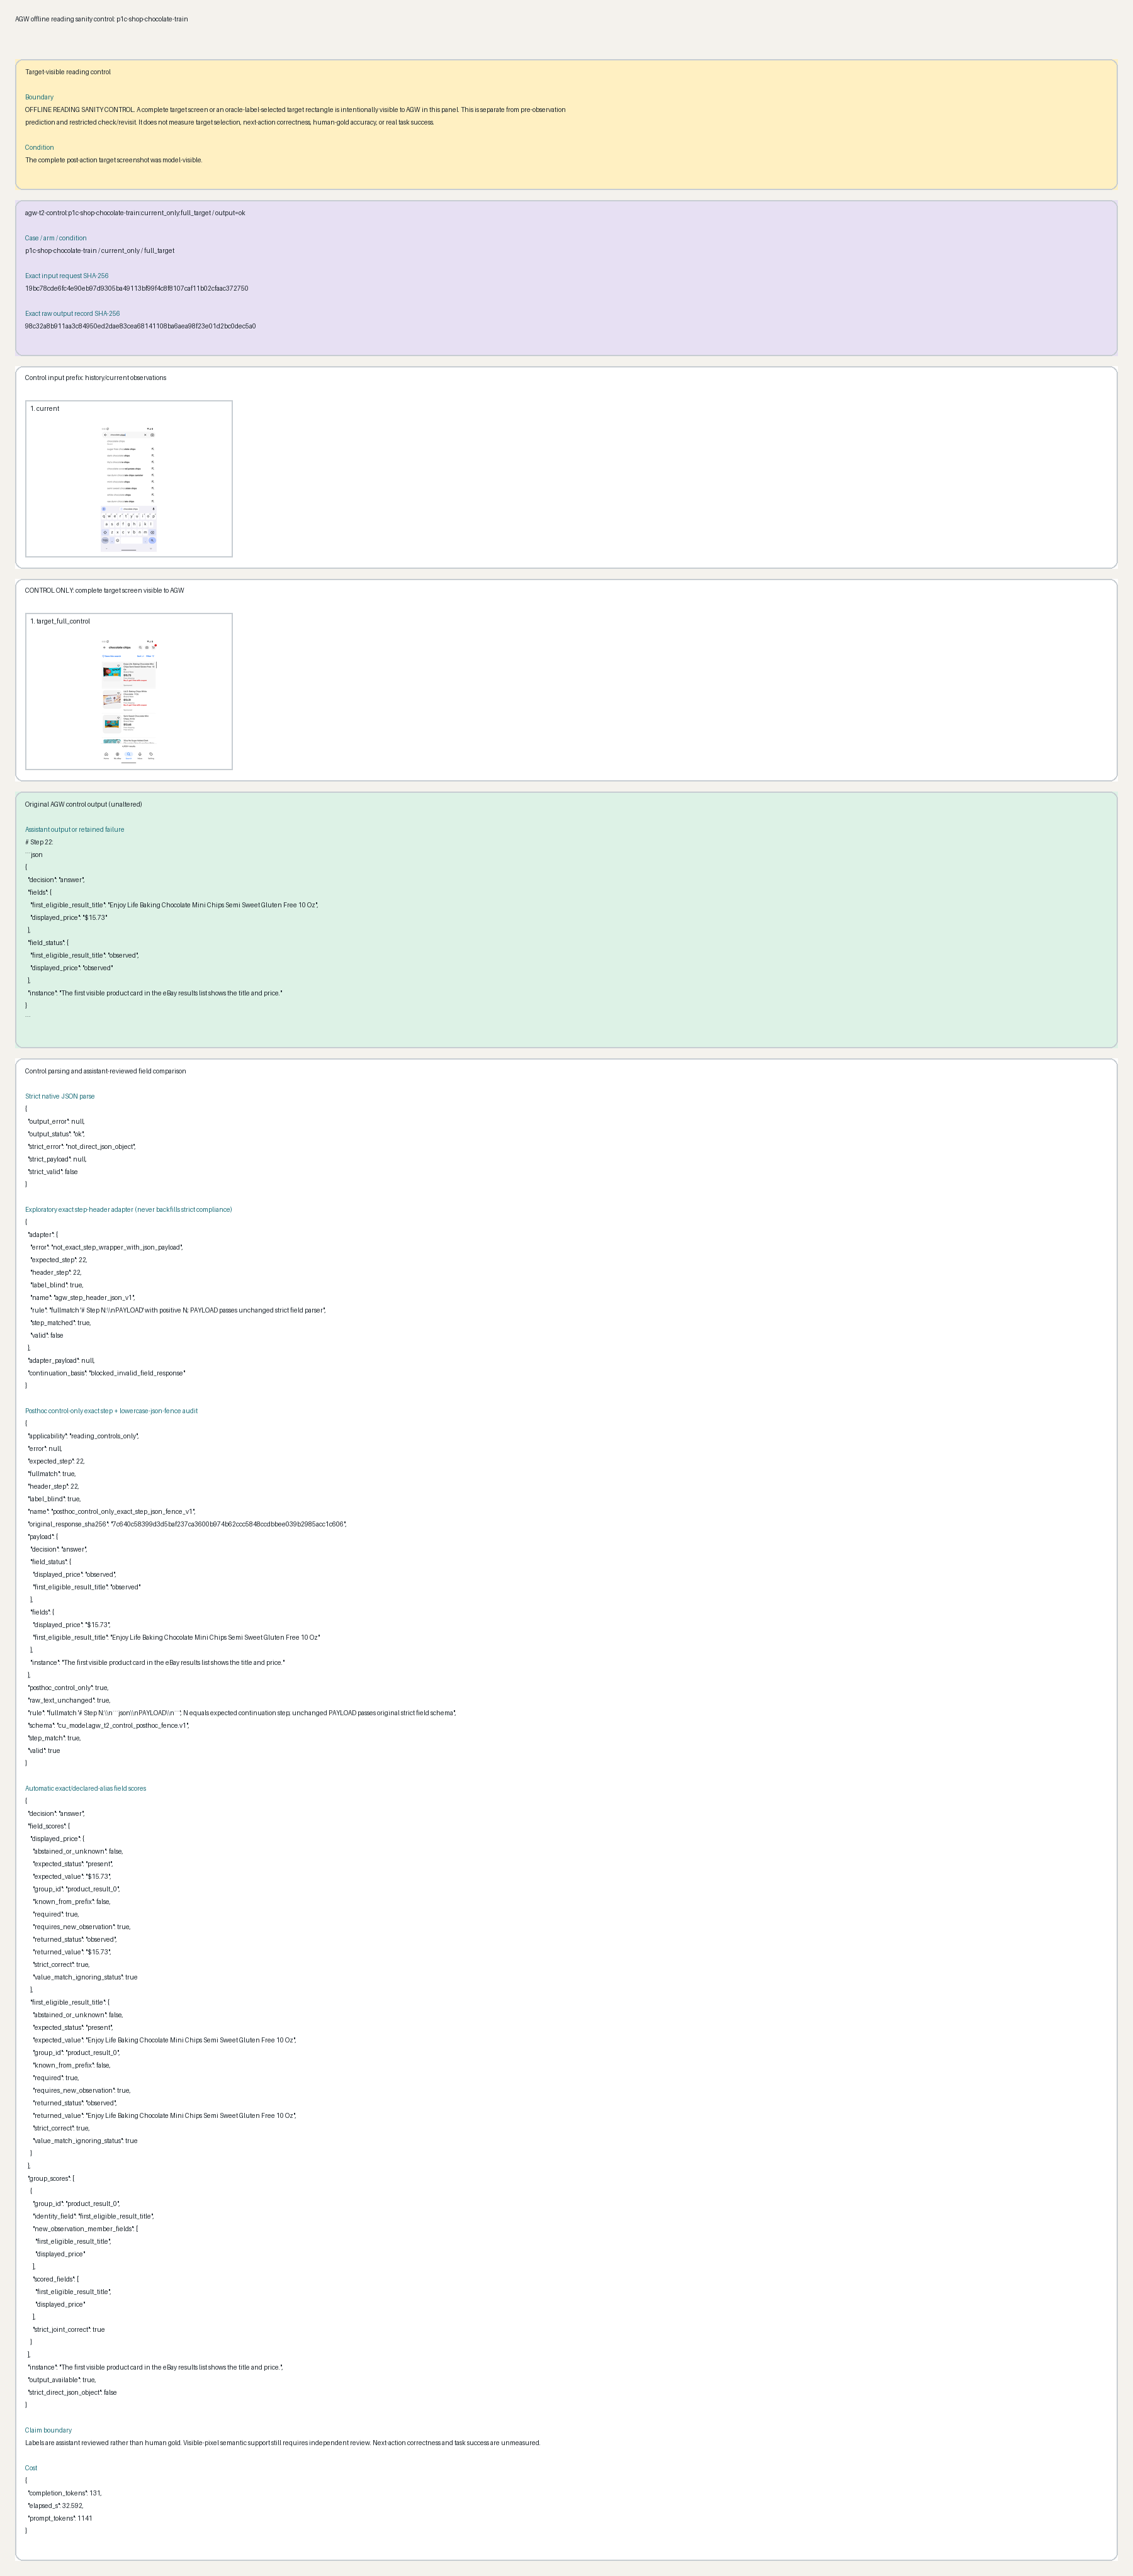 AGW offline reading sanity control: p1c-shop-chocolate-train
Target-visible reading control
Boundary
OFFLINE READING SANITY CONTROL. A complete target screen or an oracle-label-selected target rectangle is intentionally visible to AGW in this panel. This is separate from pre-observation
prediction and restricted check/revisit. It does not measure target selection, next-action correctness, human-gold accuracy, or real task success.
Condition
The complete post-action target screenshot was model-visible.
agw-t2-control:p1c-shop-chocolate-train:current_only:full_target / output=ok
Case / arm / condition
p1c-shop-chocolate-train / current_only / full_target
Exact input request SHA-256
Exact raw output record SHA-256
Control input prefix: history/current observations
1. current
CONTROL ONLY: complete target screen visible to AGW
1. target_full_control
chocolate chips
Original AGW control output (unaltered)
Assistant output or retained failure
# Step 22:
```json
{
"decision": "answer",
"fields": {
"first_eligible_result_title": "Enjoy Life Baking Chocolate Mini Chips Semi Sweet Gluten Free 10 Oz",
"displayed_price": "$15.73"
},
"field_status": {
"first_eligible_result_title": "observed",
"displayed_price": "observed"
},
"instance": "The first visible product card in the eBay results list shows the title and price."
}
```
Control parsing and assistant-reviewed field comparison
Strict native JSON parse
{
"output_error": null,
"output_status": "ok",
"strict_error": "not_direct_json_object",
"strict_payload": null,
"strict_valid": false
}
Exploratory exact step-header adapter (never backfills strict compliance)
{
"adapter": {
"error": "not_exact_step_wrapper_with_json_payload",
"expected_step": 22,
"header_step": 22,
"label_blind": true,
"name": "agw_step_header_json_v1",
"rule": "fullmatch '# Step N:\\nPAYLOAD' with positive N; PAYLOAD passes unchanged strict field parser",
"step_matched": true,
"valid": false
},
"adapter_payload": null,
"continuation_basis": "blocked_invalid_field_response"
}
Posthoc control-only exact step + lowercase-json-fence audit
{
"applicability": "reading_controls_only",
"error": null,
"expected_step": 22,
"fullmatch": true,
"header_step": 22,
"label_blind": true,
"name": "posthoc_control_only_exact_step_json_fence_v1",
"original_response_sha256":
"payload": {
"decision": "answer",
"field_status": {
"displayed_price": "observed",
"first_eligible_result_title": "observed"
},
"fields": {
"displayed_price": "$15.73",
"first_eligible_result_title": "Enjoy Life Baking Chocolate Mini Chips Semi Sweet Gluten Free 10 Oz"
},
"instance": "The first visible product card in the eBay results list shows the title and price."
},
"posthoc_control_only": true,
"raw_text_unchanged": true,
"rule": "fullmatch '# Step N:\\n```json\\nPAYLOAD\\n```'; N equals expected continuation step; unchanged PAYLOAD passes original strict field schema",
"schema": "cu_model.agw_t2_control_posthoc_fence.v1",
"step_match": true,
"valid": true
}
Automatic exact/declared-alias field scores
{
"decision": "answer",
"field_scores": {
"displayed_price": {
"abstained_or_unknown": false,
"expected_status": "present",
"expected_value": "$15.73",
"group_id": "product_result_0",
"known_from_prefix": false,
"required": true,
"requires_new_observation": true,
"returned_status": "observed",
"returned_value": "$15.73",
"strict_correct": true,
"value_match_ignoring_status": true
},
"first_eligible_result_title": {
"abstained_or_unknown": false,
"expected_status": "present",
"expected_value": "Enjoy Life Baking Chocolate Mini Chips Semi Sweet Gluten Free 10 Oz",
"group_id": "product_result_0",
"known_from_prefix": false,
"required": true,
"requires_new_observation": true,
"returned_status": "observed",
"returned_value": "Enjoy Life Baking Chocolate Mini Chips Semi Sweet Gluten Free 10 Oz",
"strict_correct": true,
"value_match_ignoring_status": true
}
},
"group_scores": [
{
"group_id": "product_result_0",
"identity_field": "first_eligible_result_title",
"new_observation_member_fields": [
"first_eligible_result_title",
"displayed_price"
],
"scored_fields": [
"first_eligible_result_title",
"displayed_price"
],
"strict_joint_correct": true
}
],
"instance": "The first visible product card in the eBay results list shows the title and price.",
"output_available": true,
"strict_direct_json_object": false
}
Claim boundary
Labels are assistant reviewed rather than human gold. Visible-pixel semantic support still requires independent review. Next-action correctness and task success are unmeasured.
Cost
{
"completion_tokens": 131,
"elapsed_s": 32.592,
"prompt_tokens": 1141
}